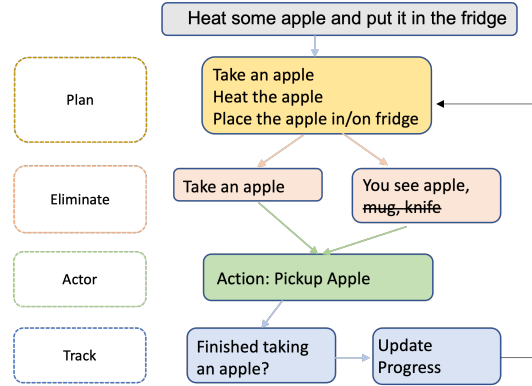 Heat some apple and put it in the fridge
Plan
Take an apple
Heat the apple
Place the apple in/on fridge
Eliminate
Take an apple
You see apple,
mug, knife
Actor
Action: Pickup Apple
Track
Finished taking
an apple?
Update
Progress